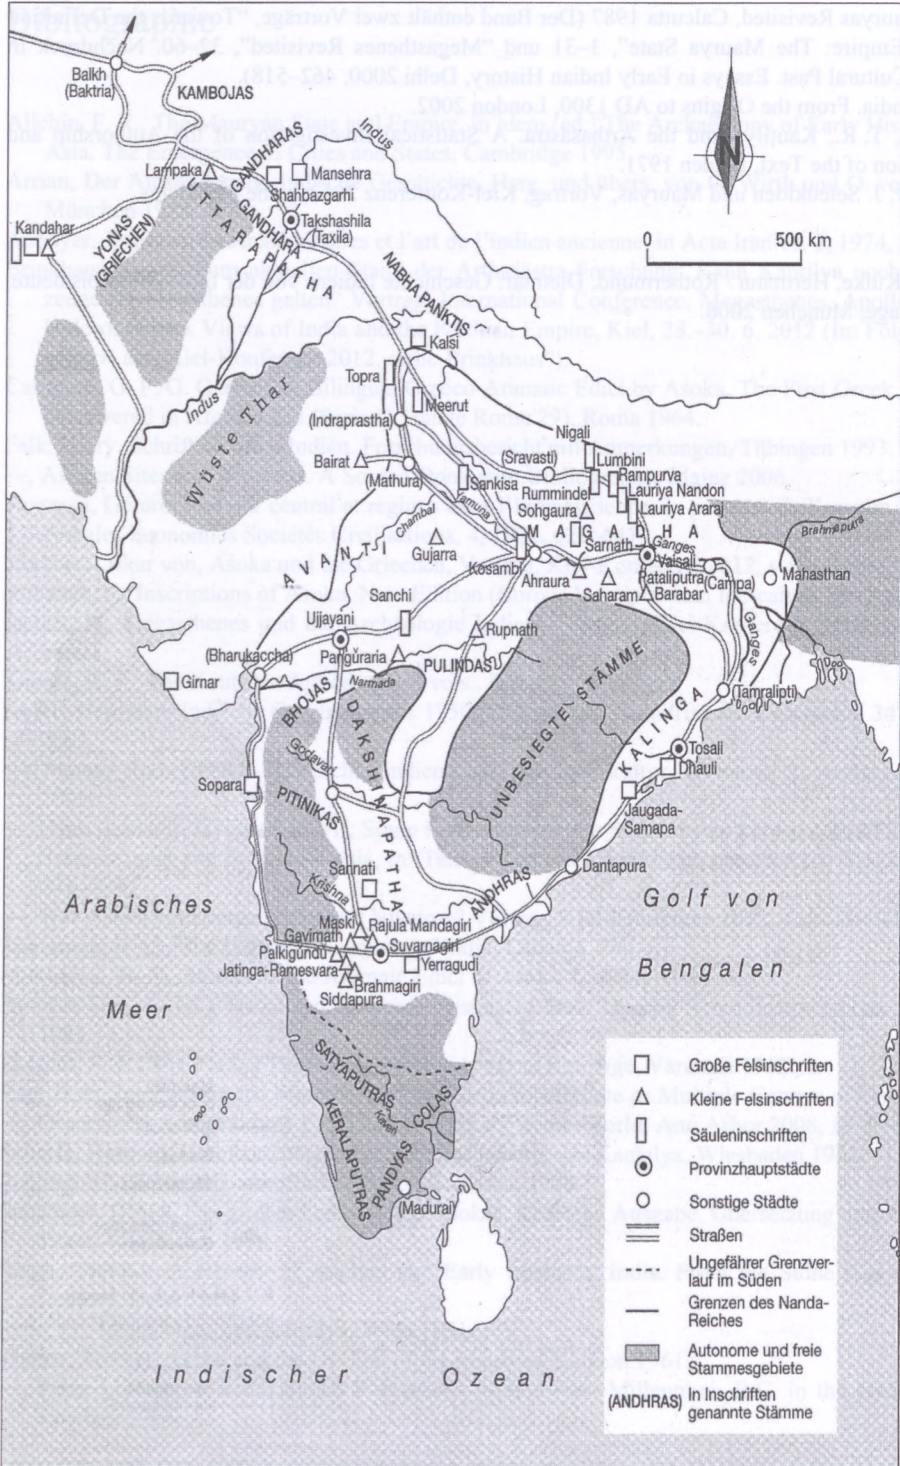 Balkh
(Baktria)
KAMBOJAS
Indus
GANDHARAS
Lampaka
Mansehra
Shahbazgarhi
UTTARAPATHA
GANDHARA
Takshashila
(Taxila)
Kandahar
YONAS
(GRIECHEN)
NABHAPANKTIS
0 500 km
N
Kalsi
Topra
Meerut
Indus
Wüste Thar
(Indraprastha)
Nigali
Bairat
(Sravasti)
Lumbini
(Mathura)
Sankisa
Rampurva
Rummindei
Lauriya Nandon
Sohgaura
Lauriya Araraj
Yamuna
Chambal
MAGADHA
Brahmaputra
AVANTI
Gujarra
Sarnath
Ganges
Kosambi
Vaisali
Ahraura
Pataliputra
(Campa)
Mahasthan
Saharam
Barabar
Sanchi
Ujjayani
Rupnath
Ganges
(Bharukaccha)
Panguraria
PULINDAS
Girnar
Narmada
UNBESIEGTE STÄMME
(Tamralipti)
BHOJAS
DAKSHINAPATHA
KALINGA
Godavari
Tosali
Dhauli
Sopara
PITINIKAS
Jaugada-
Samapa
Sannati
Dantapura
Krishna
ANDHRAS
Arabisches
Meer
Golf von
Bengalen
Maski
Rajula Mandagiri
Gavimath
Suvarnagiri
Palkigundu
Yerragudi
Jatinga-Ramesvara
Brahmagiri
Siddapura
SATIYAPUTRAS
Kaveri
COLAS
KERALAPUTRAS
PANDYAS
(Madurai)
Indischer Ozean
Große Felsinschriften
Kleine Felsinschriften
Säuleninschriften
Provinzhauptstädte
Sonstige Städte
Straßen
Ungefährer Grenzver-
lauf im Süden
Grenzen des Nanda-
Reiches
Autonome und freie
Stammesgebiete
(ANDHRAS) In Inschriften
genannte Stämme